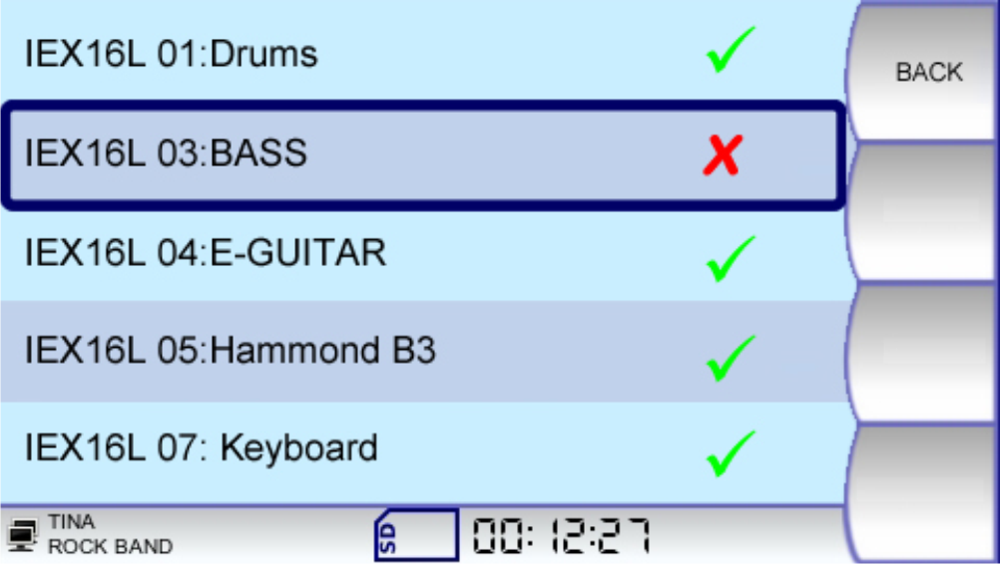 IEX16L 01:Drums
BACK
IEX16L 03:BASS
IEX16L 04:E-GUITAR
IEX16L 05:Hammond B3
IEX16L 07: Keyboard
TINA
ROCK BAND
SD
00:12:27